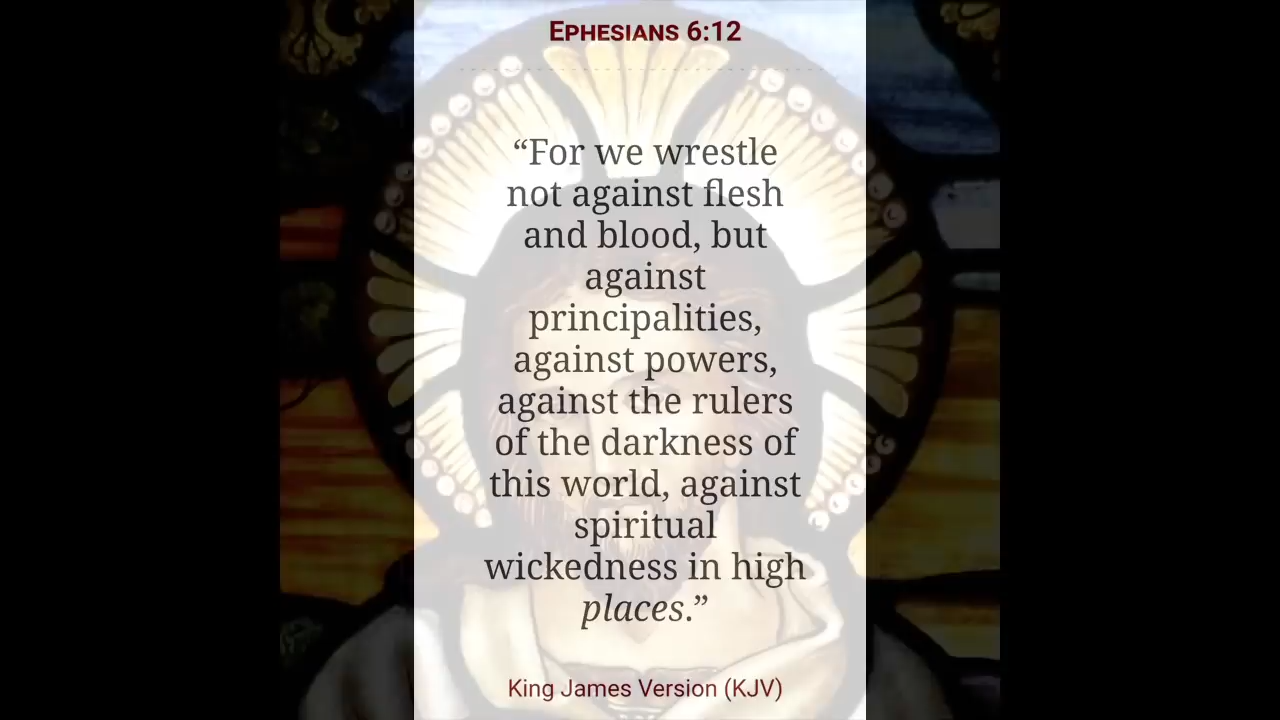 Ephesians 6:12
“For we wrestle
not against flesh
and blood, but
against
principalities,
against powers,
against the rulers
of the darkness of
this world, against
spiritual
wickedness in high
places.”
King James Version (KJV)